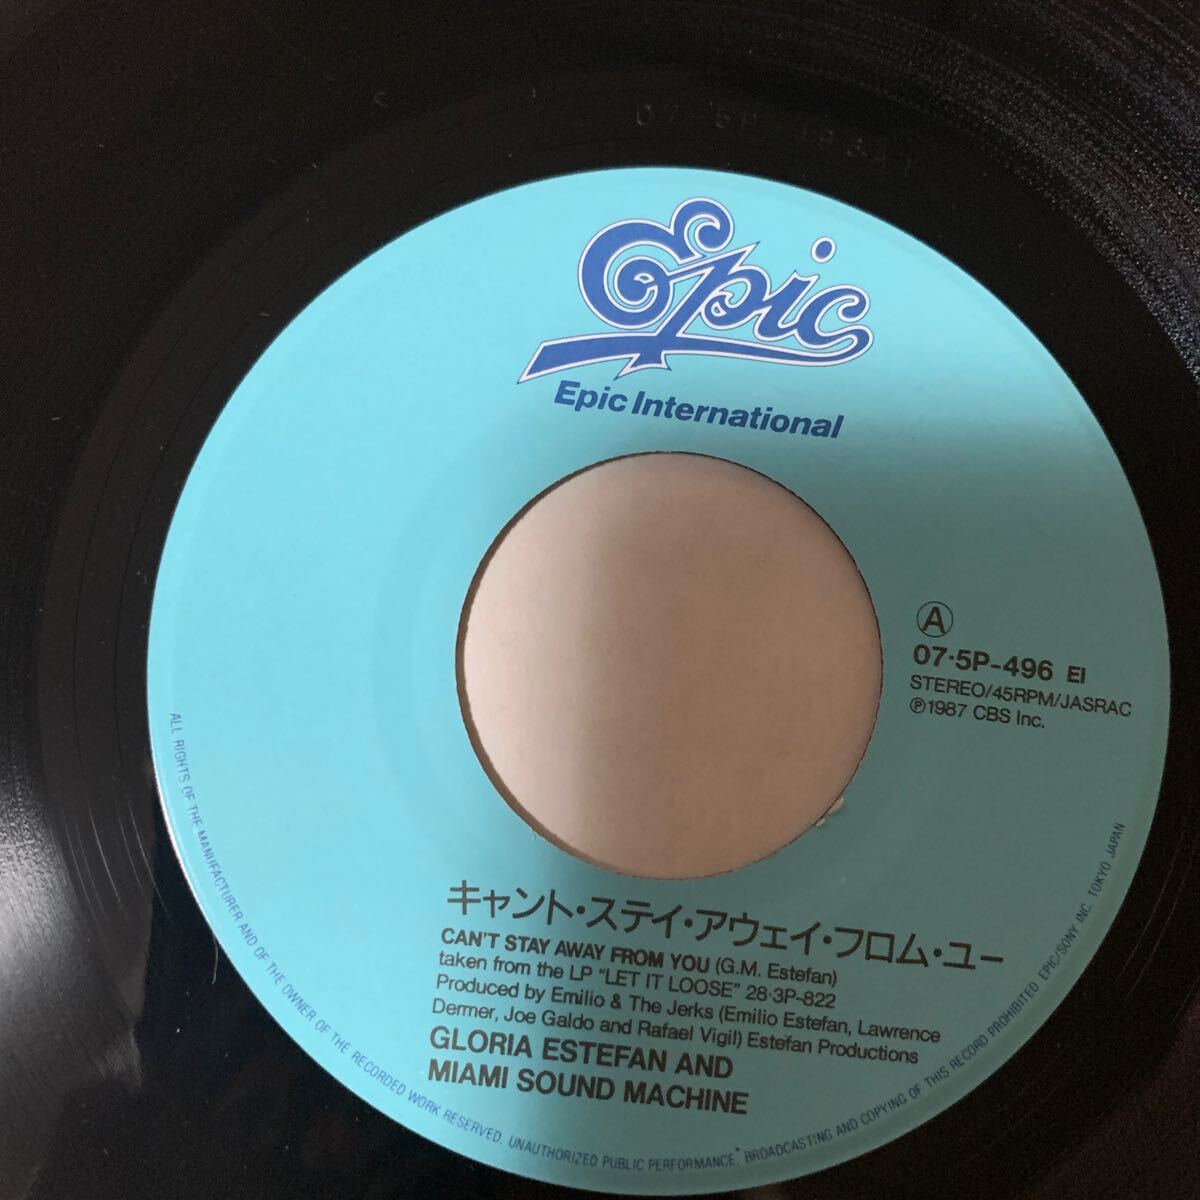 Epic
Epic International
A
07·5P-496 EI
STEREO/45RPM/JASRAC
Ⓟ1987 CBS Inc.
キャント・ステイ・アウェイ・フロム・ユー
CAN'T STAY AWAY FROM YOU (G.M. Estefan)
taken from the LP "LET IT LOOSE" 28·3P-822
Produced by Emilio & The Jerks (Emilio Estefan, Lawrence
Dermer, Joe Galdo and Rafael Vigil) Estefan Productions
GLORIA ESTEFAN AND
MIAMI SOUND MACHINE
ALL RIGHTS OF THE MANUFACTURER AND OF THE OWNER OF THE RECORDED WORK RESERVED. UNAUTHORIZED PUBLIC PERFORMANCE, BROADCASTING AND COPYING OF THIS RECORD PROHIBITED EPIC/SONY INC. TOKYO JAPAN